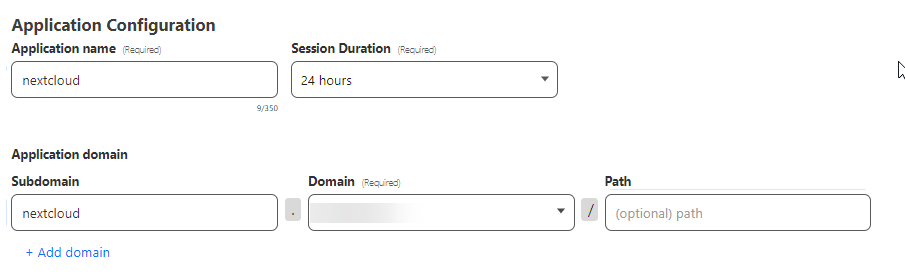 Application Configuration
Application name (Required) Session Duration (Required)
nextcloud 24 hours
9/350
Application domain
Subdomain Domain (Required) Path
nextcloud . / (optional) path
+ Add domain